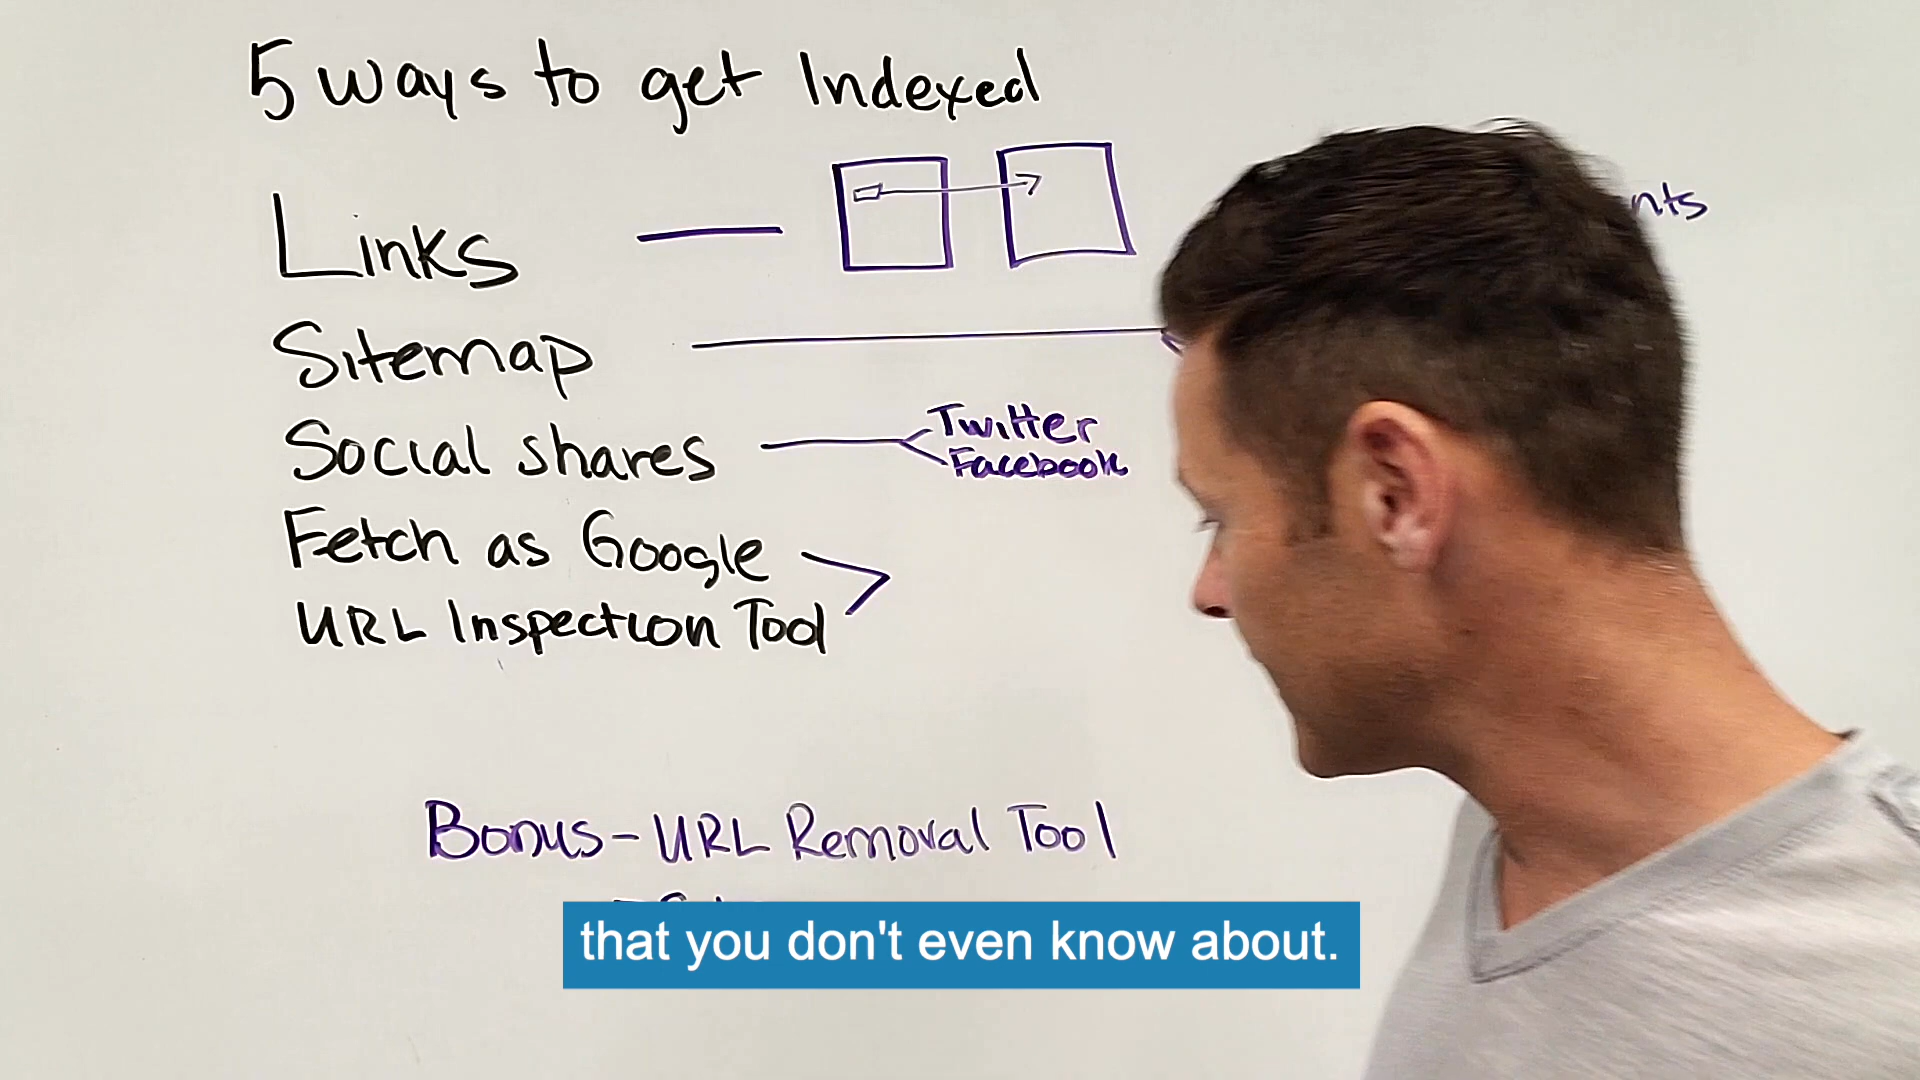 5 ways to get Indexed
Links
Sitemap
Social shares
Twitter
Facebook
Fetch as Google
URL Inspection Tool
Bonus - URL Removal Tool
that you don't even know about.